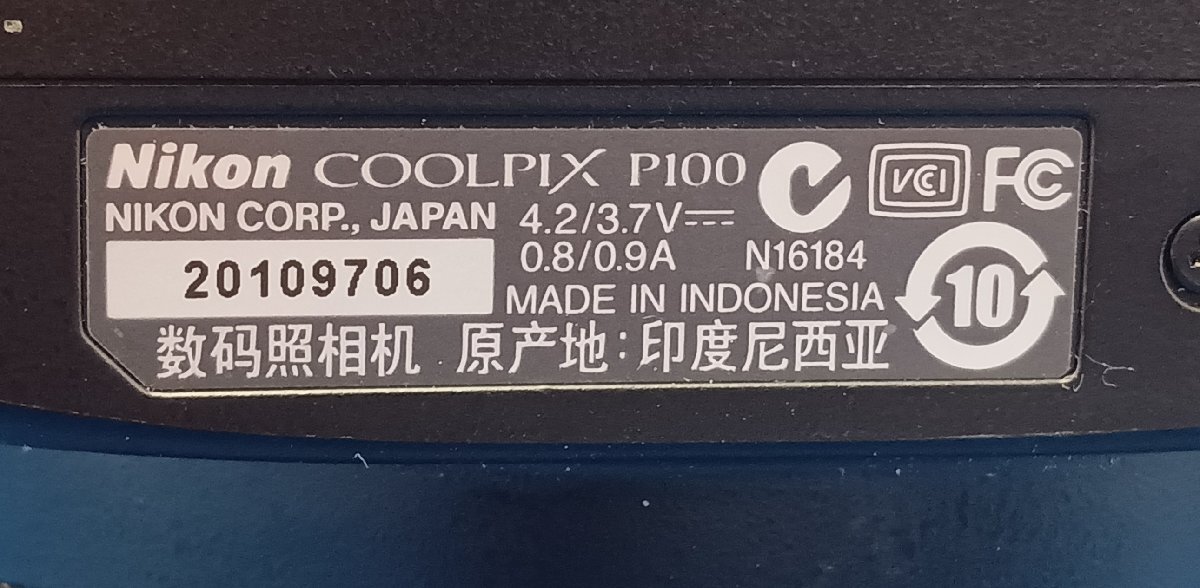 Nikon COOLPIX P100
VCI FC
NIKON CORP., JAPAN 4.2/3.7V
20109706
0.8/0.9A N16184
MADE IN INDONESIA
10
数码照相机 原产地：印度尼西亚